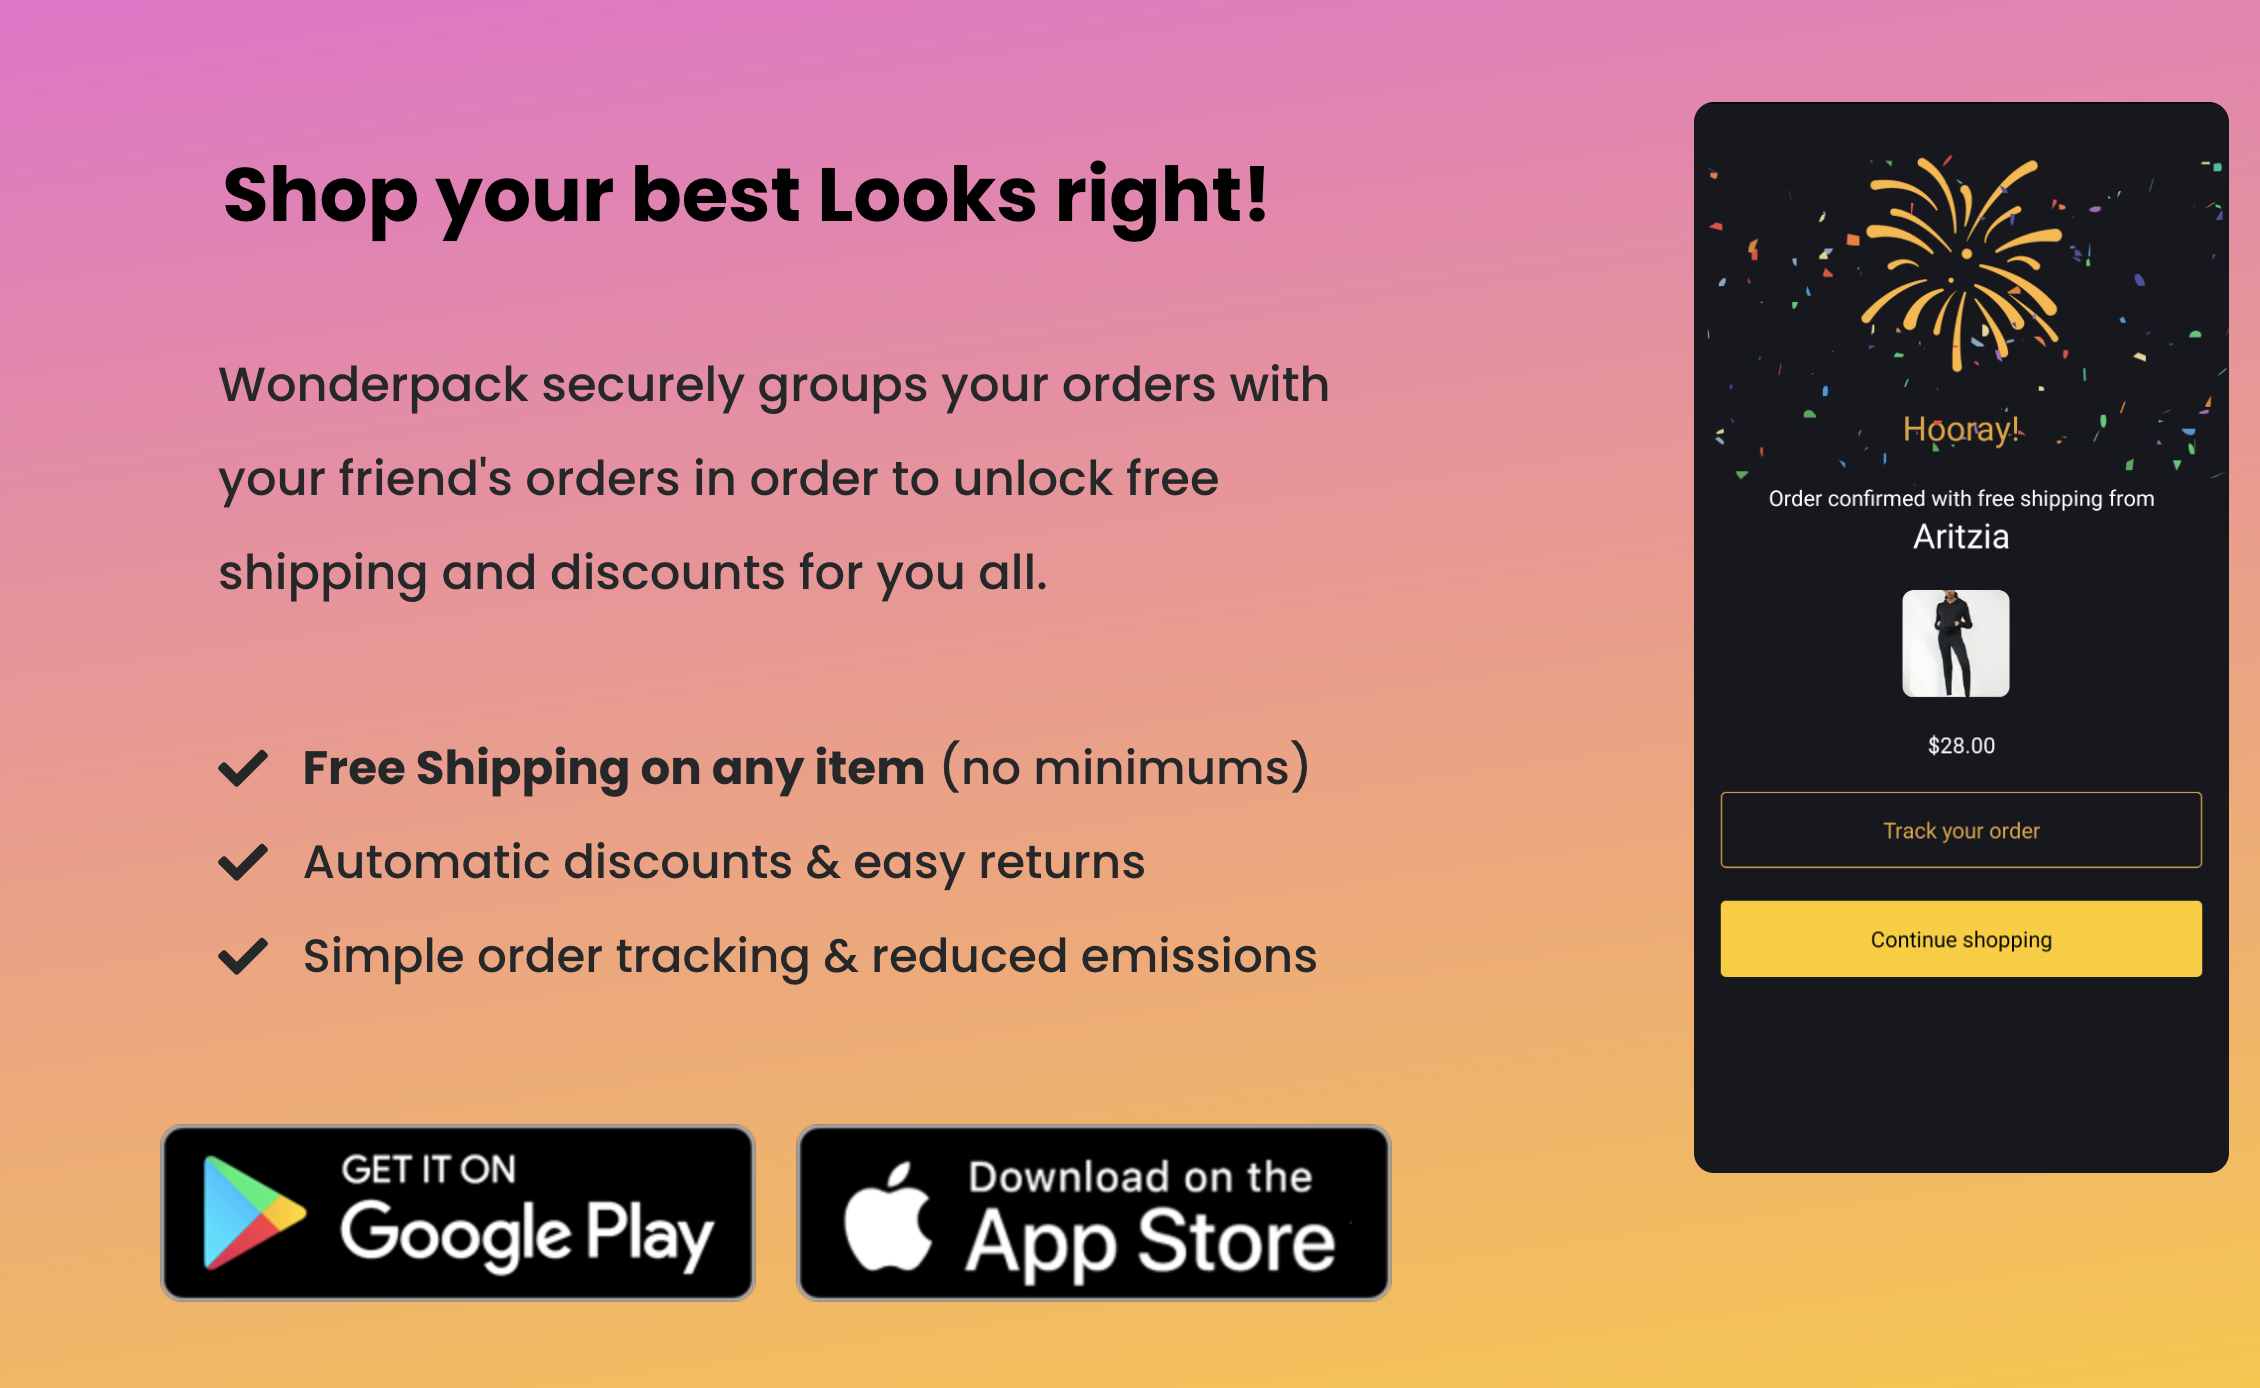 Shop your best Looks right!
Wonderpack securely groups your orders with
your friend's orders in order to unlock free
shipping and discounts for you all.
Free Shipping on any item (no minimums)
Automatic discounts & easy returns
Simple order tracking & reduced emissions
GET IT ON
Google Play
Download on the
App Store
Hooray!
Order confirmed with free shipping from
Aritzia
$28.00
Track your order
Continue shopping